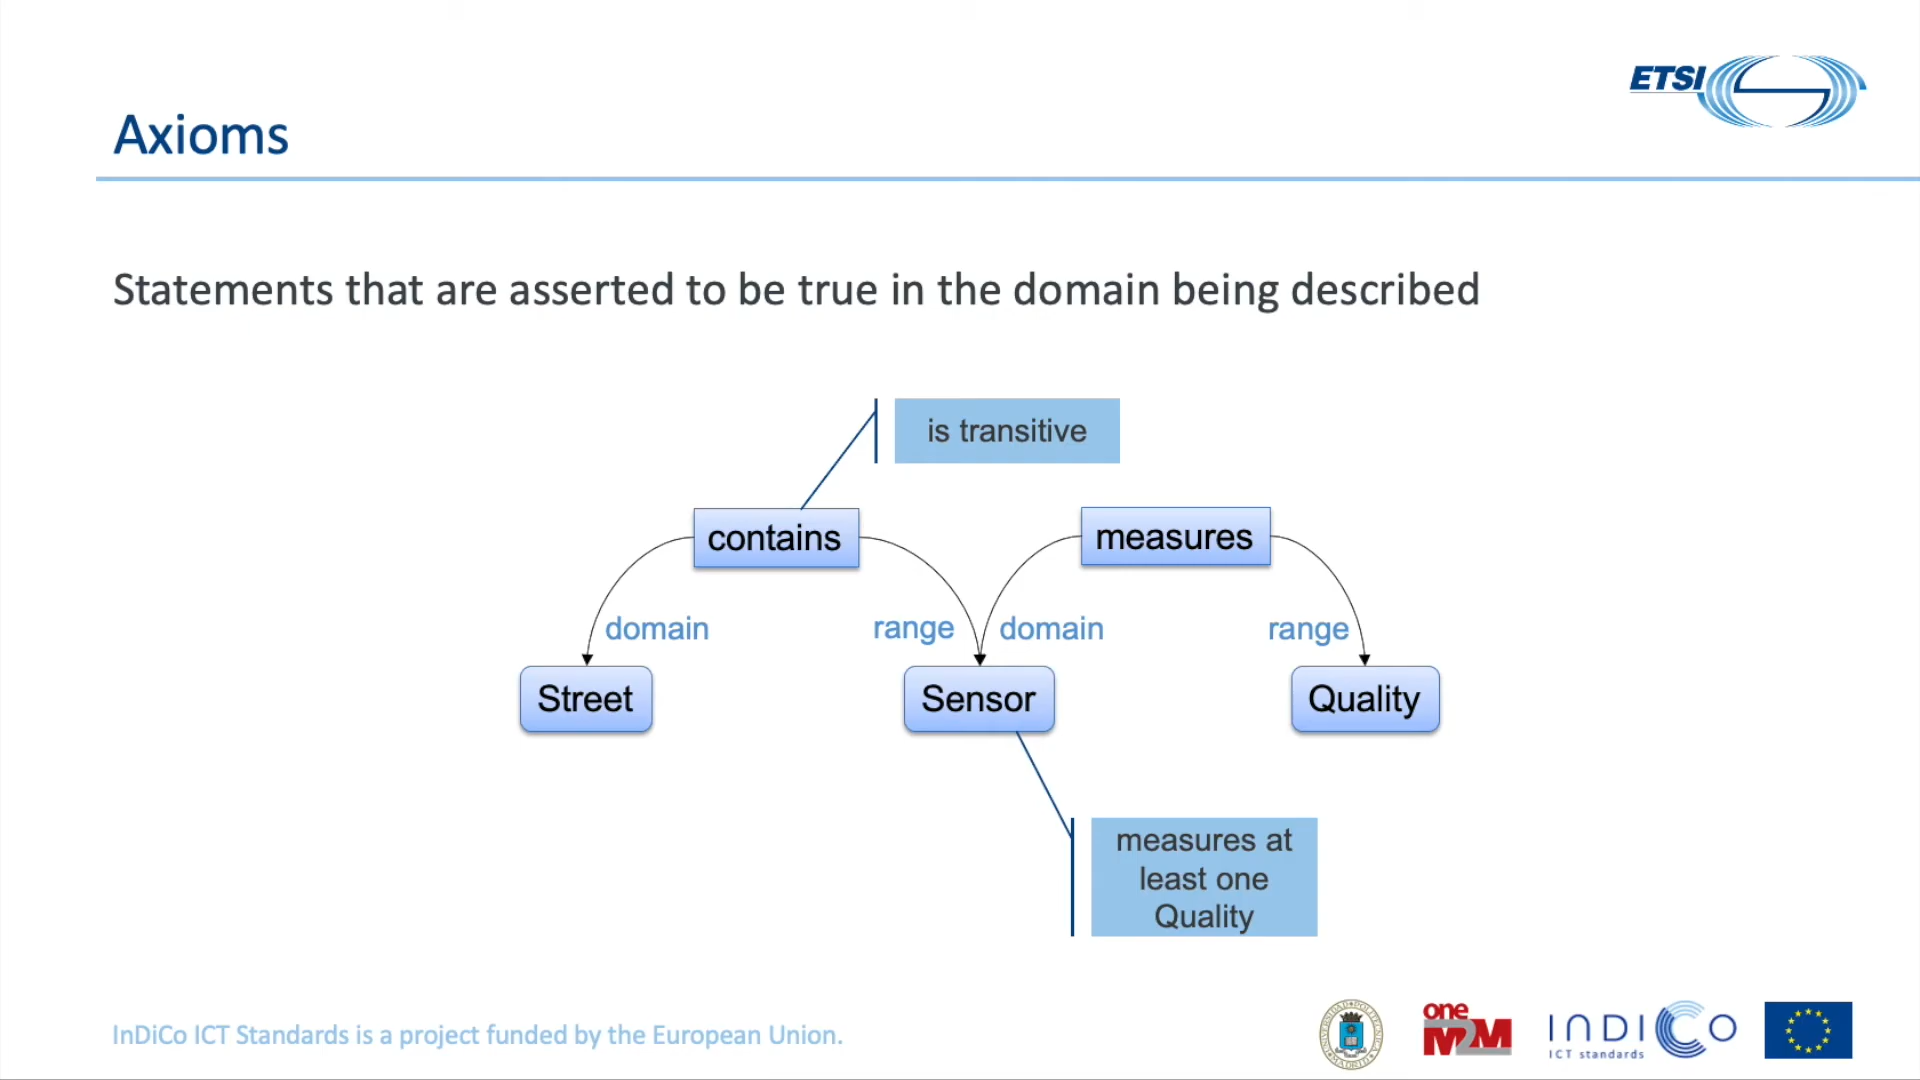 ETSI
Axioms
Statements that are asserted to be true in the domain being described
is transitive
contains
measures
domain
range
domain
range
Street
Sensor
Quality
measures at
least one
Quality
InDiCo ICT Standards is a project funded by the European Union.
one
M2M
INDICO
ICT standards